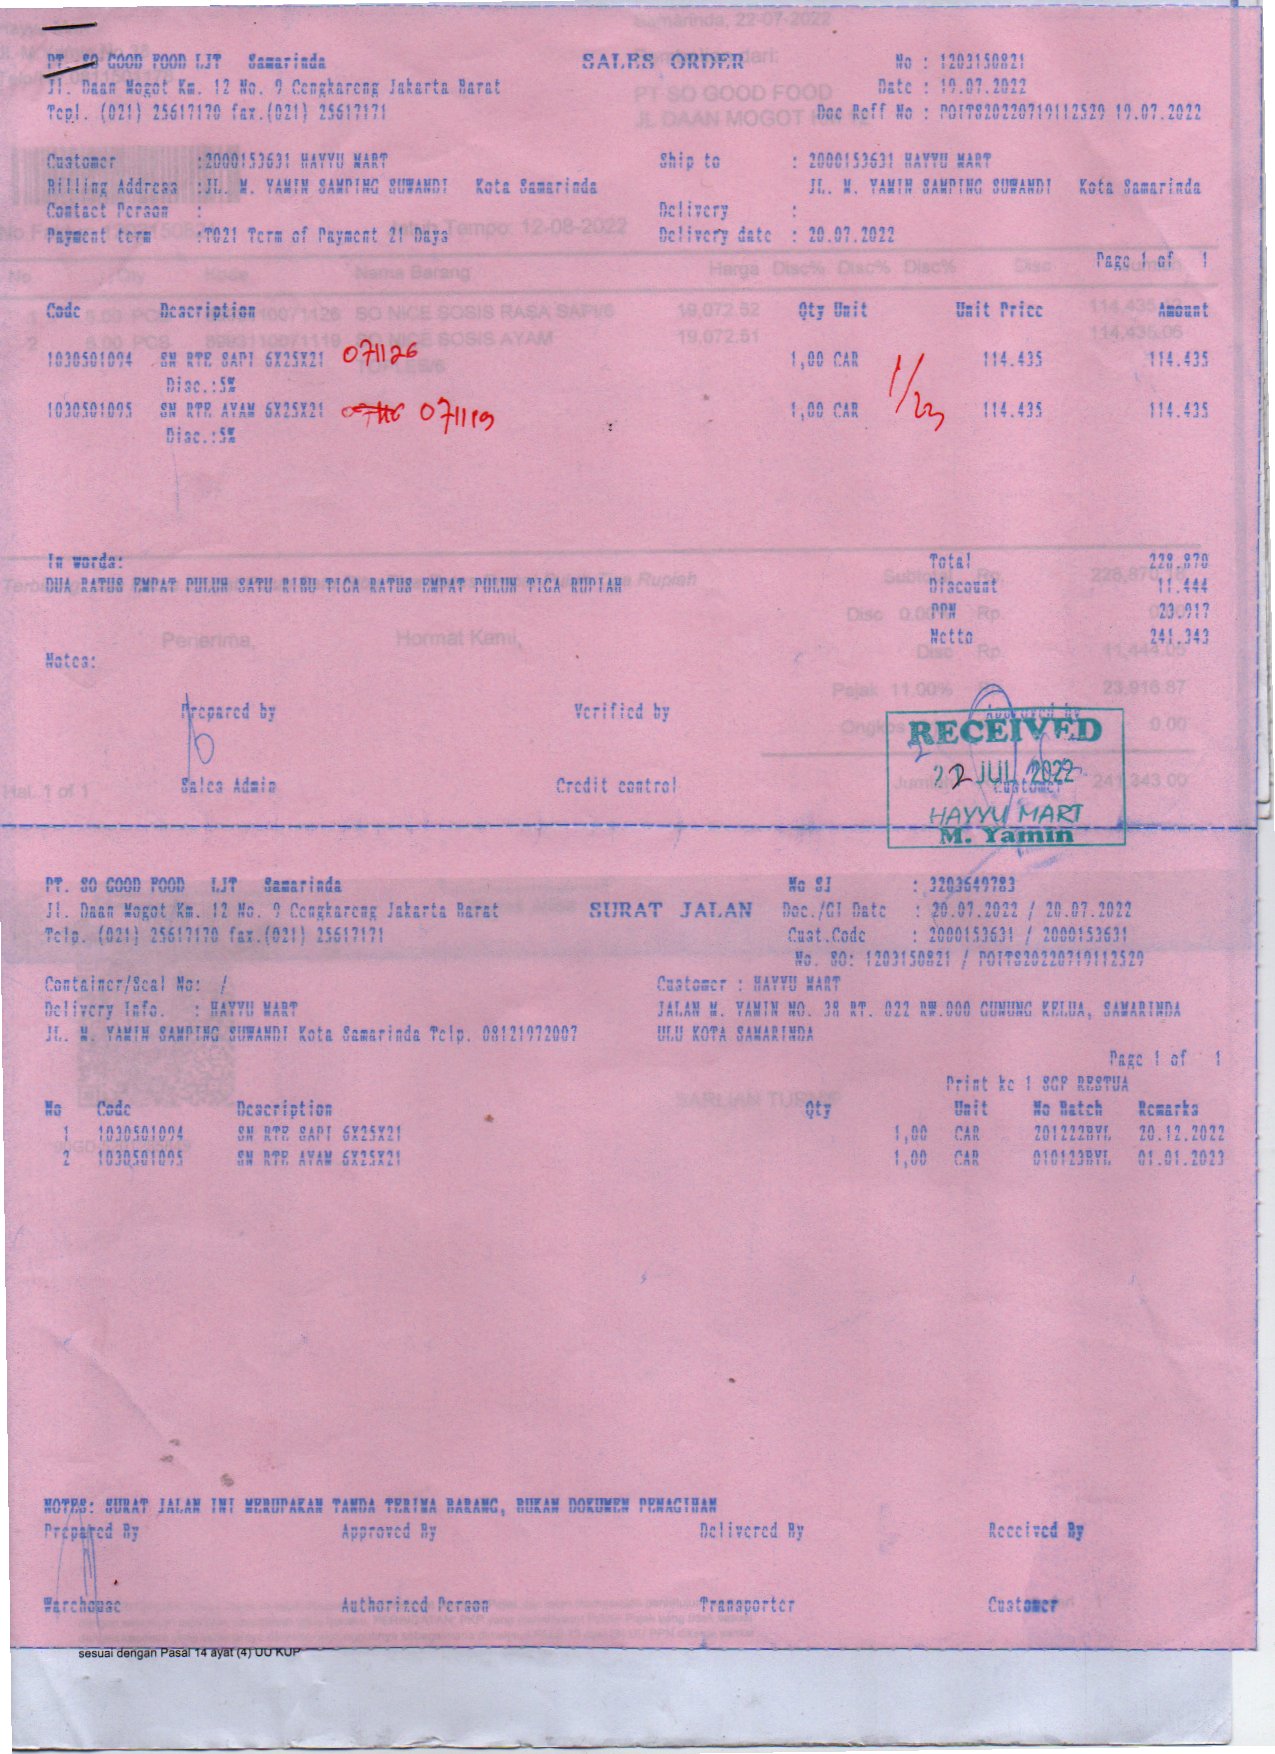 PT. SO GOOD FOOD LJT Samarinda
SALES ORDER
No : 1203150821
Jl. Daan Mogot Km. 12 No. 9 Cengkareng Jakarta Barat
Date : 19.07.2022
Telp. (021) 25617170 fax.(021) 25617171
Doc Reff No : POITS20220719112529 19.07.2022
Customer :2000153631 HAYYU MART
Ship to : 2000153631 HAYYU MART
Billing Address :JL. M. YAMIN SAMPING SUWANDI Kota Samarinda
JL. M. YAMIN SAMPING SUWANDI Kota Samarinda
Contact Person :
Delivery :
Payment term :T021 Term of Payment 21 Days
Delivery date : 20.07.2022
Page 1 of 1
Code Description Qty Unit Unit Price Amount
1030501094 SN RTE SAPI 6X25X21 071126 1,00 CAR 114.435 114.435
Disc.:5%
1030501095 SN RTE AYAM 6X25X21 071119 1,00 CAR 114.435 114.435
Disc.:5%
1/23
In words:
DUA RATUS EMPAT PULUH SATU RIBU TIGA RATUS EMPAT PULUH TIGA RUPIAH
Total 228.870
Discount 11.444
PPN 23.917
Netto 241.343
Notes:
Prepared by Verified by Approved by
Sales Admin Credit control Customer
RECEIVED
22 JUL 2022
HAYYU MART
M. Yamin
PT. SO GOOD FOOD LJT Samarinda
No SJ : 3203649783
Jl. Daan Mogot Km. 12 No. 9 Cengkareng Jakarta Barat
SURAT JALAN
Doc./GI Date : 20.07.2022 / 20.07.2022
Telp. (021) 25617170 fax.(021) 25617171
Cust.Code : 2000153631 / 2000153631
No. SO: 1203150821 / POITS20220719112529
Container/Seal No: /
Customer : HAYYU MART
Delivery Info. : HAYYU MART
JALAN M. YAMIN NO. 38 RT. 022 RW.000 GUNUNG KELUA, SAMARINDA
JL. M. YAMIN SAMPING SUWANDI Kota Samarinda Telp. 08121972007
ULU KOTA SAMARINDA
Page 1 of 1
Print ke 1 SGF RESTUA
No Code Description Qty Unit No Batch Remarks
1 1030501094 SN RTE SAPI 6X25X21 1,00 CAR 201222BYL 20.12.2022
2 1030501095 SN RTE AYAM 6X25X21 1,00 CAR 010123BYL 01.01.2023
NOTES: SURAT JALAN INI MERUPAKAN TANDA TERIMA BARANG, BUKAN DOKUMEN PENAGIHAN
Prepared By Approved By Delivered By Received By
Warehouse Authorized Person Transporter Customer
sesuai dengan Pasal 14 ayat (4) UU KUP